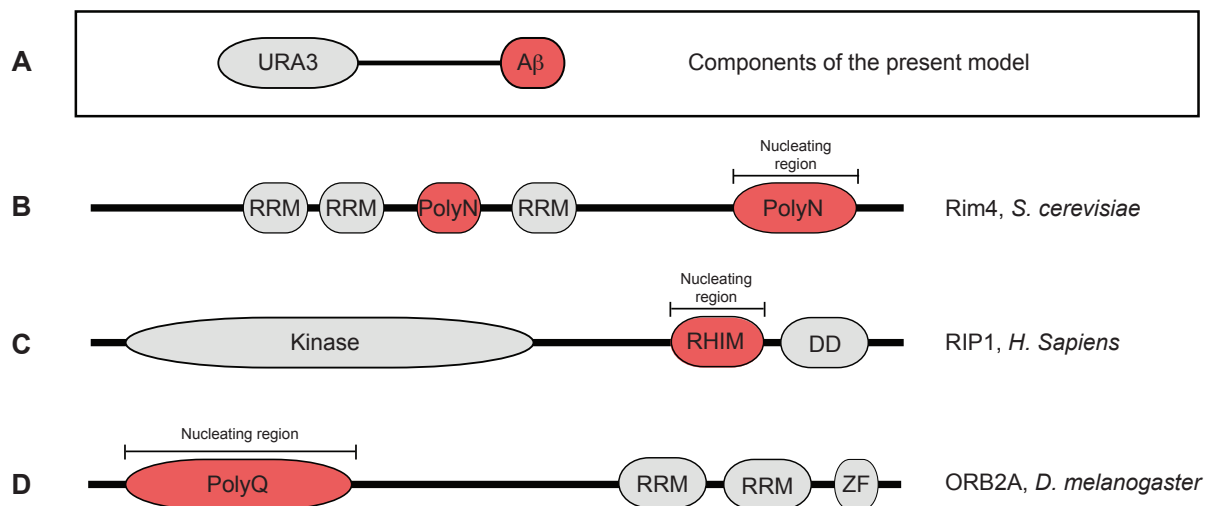 A
URA3
Aβ
Components of the present model
Nucleating
region
B
RRM
RRM
PolyN
RRM
PolyN
Rim4, S. cerevisiae
Nucleating
region
C
Kinase
RHIM
DD
RIP1, H. Sapiens
Nucleating region
D
PolyQ
RRM
RRM
ZF
ORB2A, D. melanogaster